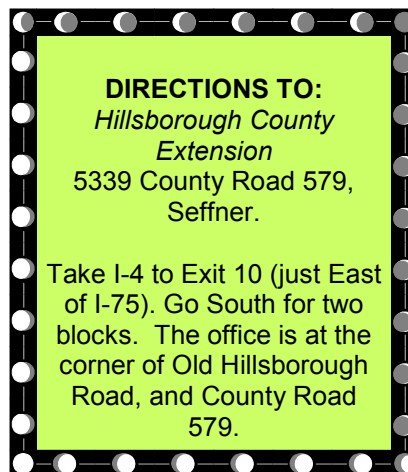 DIRECTIONS TO:
Hillsborough County
Extension
5339 County Road 579,
Seffner.
Take I-4 to Exit 10 (just East
of I-75). Go South for two
blocks.  The office is at the
corner of Old Hillsborough
Road, and County Road
579.